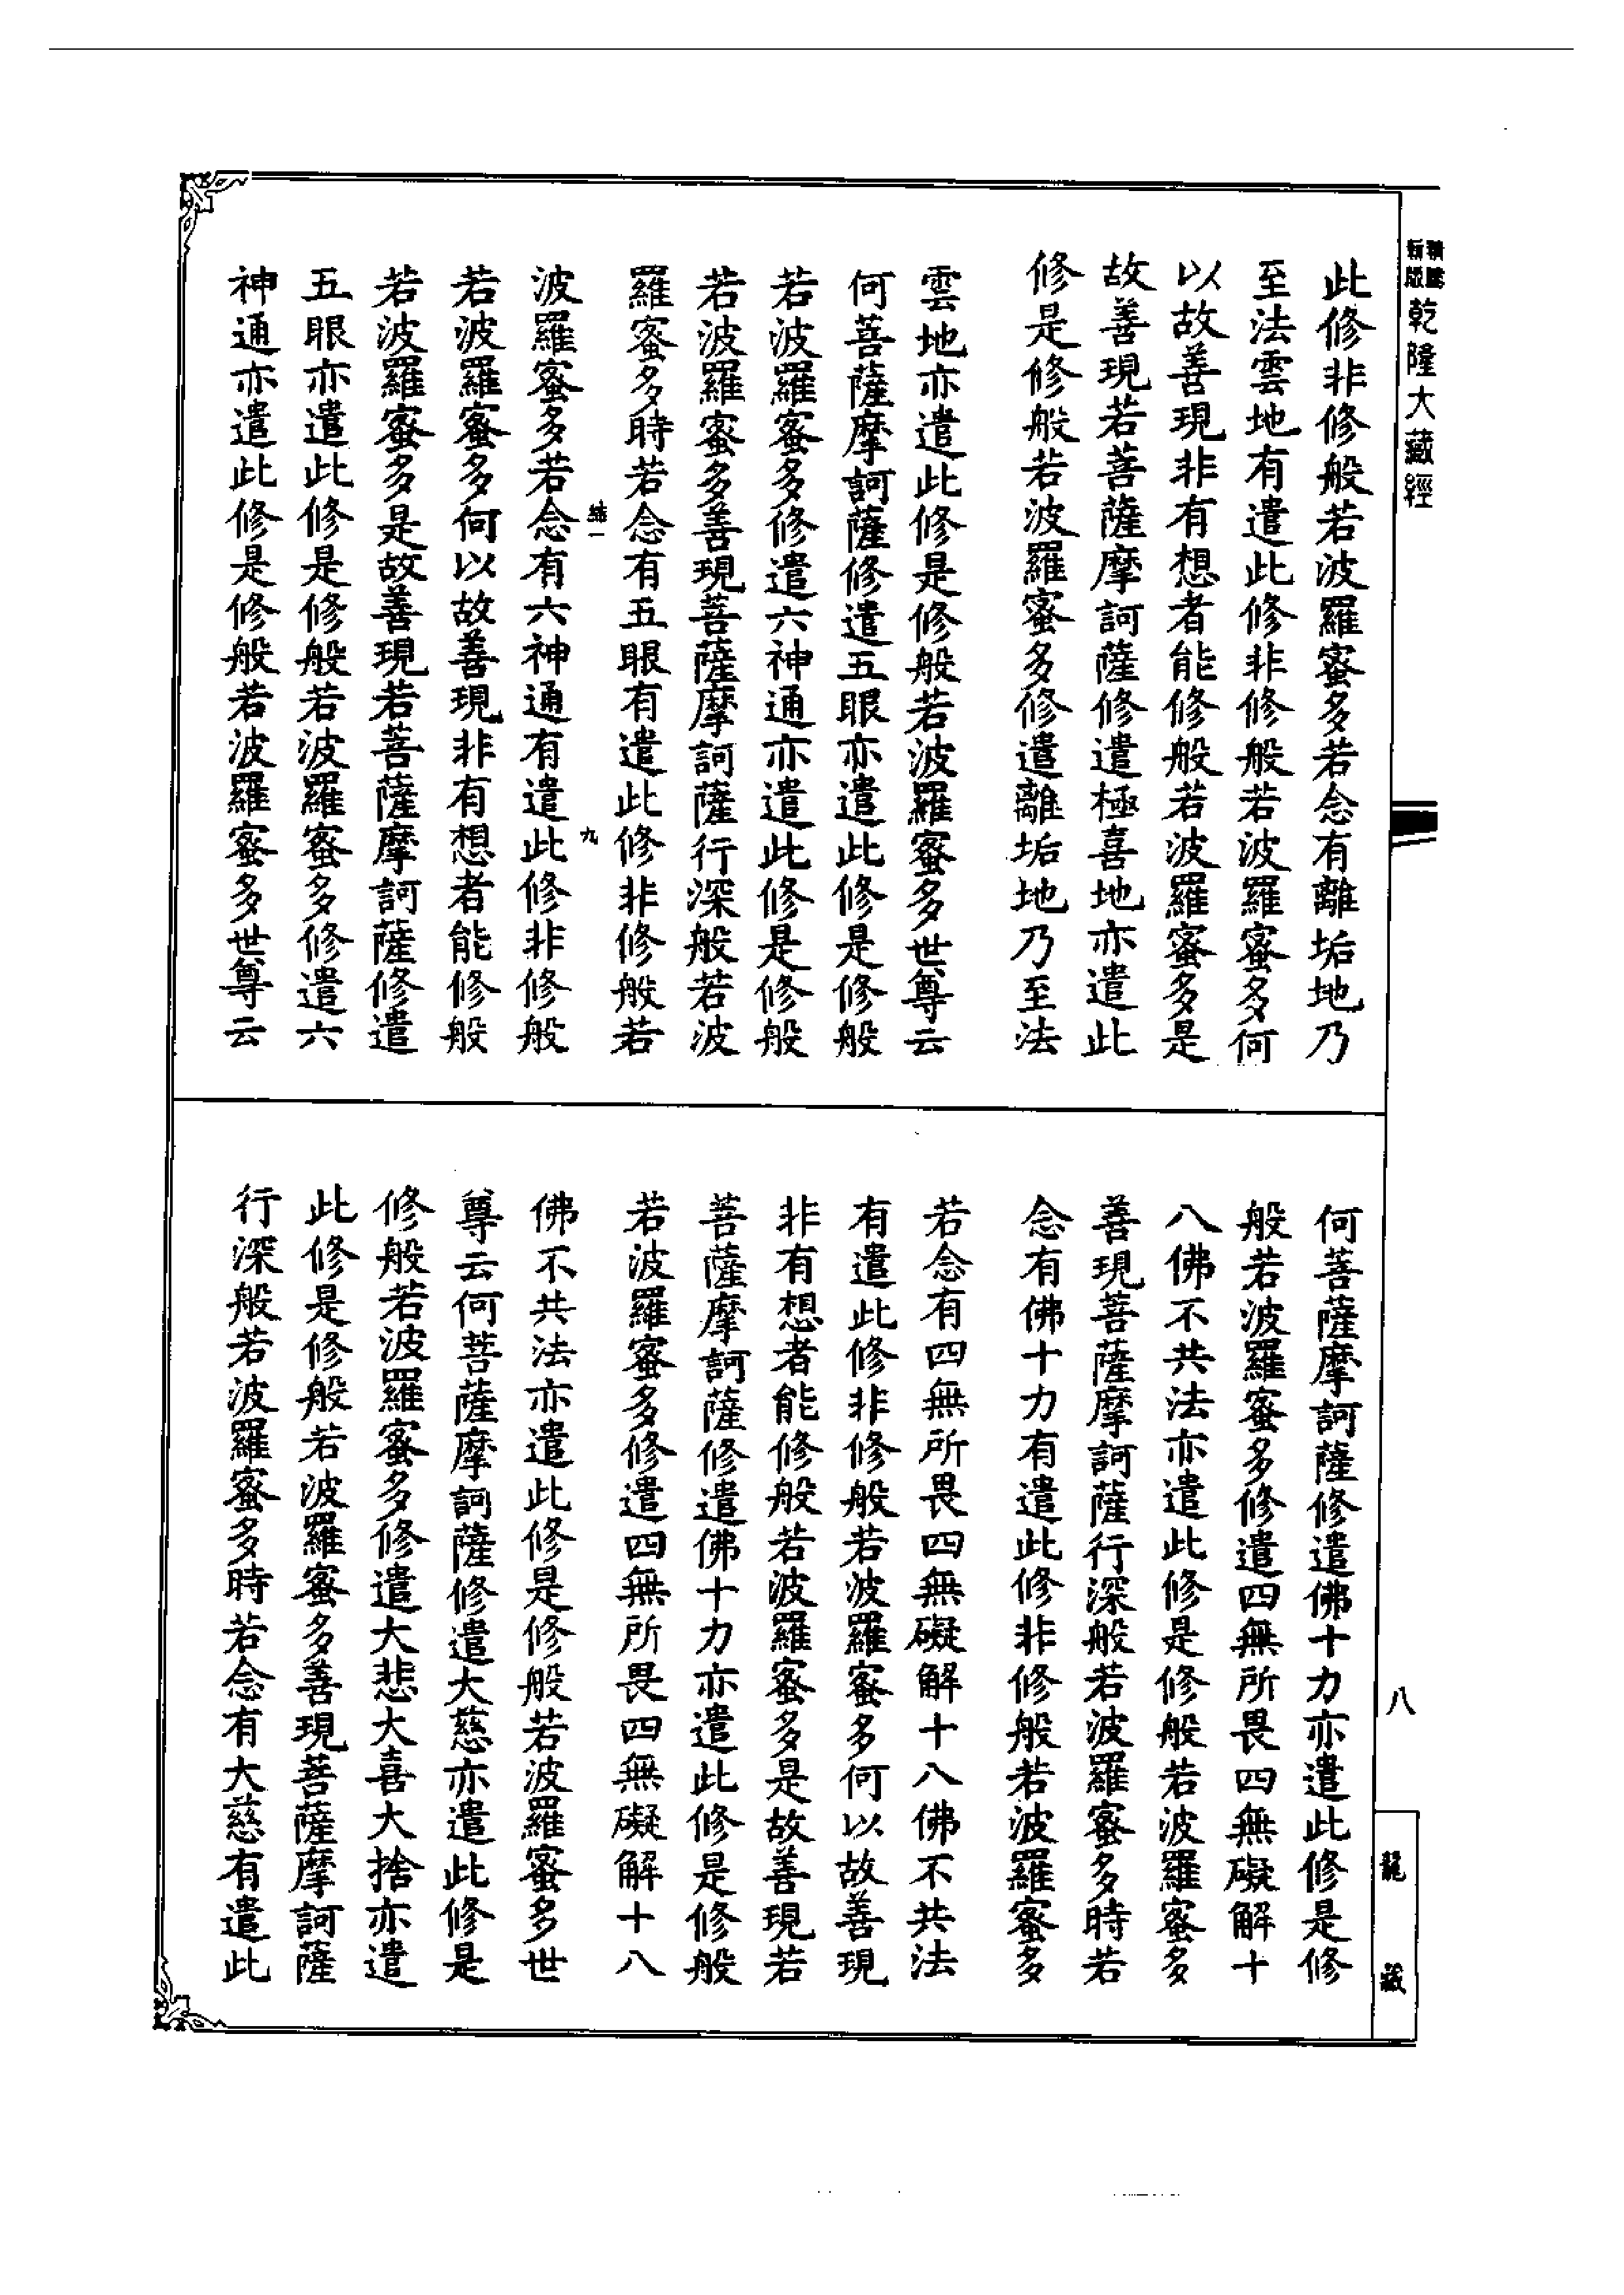 乾隆大藏經
此修非修般若波羅蜜多若念有離垢地乃
至法雲地有遣此修非修般若波羅蜜多何
以故善現非有想者能修般若波羅蜜多是
故善現若菩薩摩訶薩修遣極喜地亦遣此
修是修般若波羅蜜多修遣離垢地乃至法
雲地亦遣此修是修般若波羅蜜多世尊云
何菩薩摩訶薩修遣五眼亦遣此修是修般
若波羅蜜多修遣六神通亦遣此修是修般
若波羅蜜多善現菩薩摩訶薩行深般若波
羅蜜多時若念有五眼有遣此修非修般若
九
波羅蜜多若念有六神通有遣此修非修般
若波羅蜜多何以故善現非有想者能修般
若波羅蜜多是故善現若菩薩摩訶薩修遣
五眼亦遣此修是修般若波羅蜜多修遣六
神通亦遣此修是修般若波羅蜜多世尊云
何菩薩摩訶薩修遣佛十力亦遣此修是修
般若波羅蜜多修遣四無所畏四無礙解十
八佛不共法亦遣此修是修般若波羅蜜多
善現菩薩摩訶薩行深般若波羅蜜多時若
念有佛十力有遣此修非修般若波羅蜜多
若念有四無所畏四無礙解十八佛不共法
有遣此修非修般若波羅蜜多何以故善現
非有想者能修般若波羅蜜多是故善現若
菩薩摩訶薩修遣佛十力亦遣此修是修般
若波羅蜜多修遣四無所畏四無礙解十八
佛不共法亦遣此修是修般若波羅蜜多世
尊云何菩薩摩訶薩修遣大慈亦遣此修是
修般若波羅蜜多修遣大悲大喜大捨亦遣
此修是修般若波羅蜜多善現菩薩摩訶薩
行深般若波羅蜜多時若念有大慈有遣此
八
龍藏